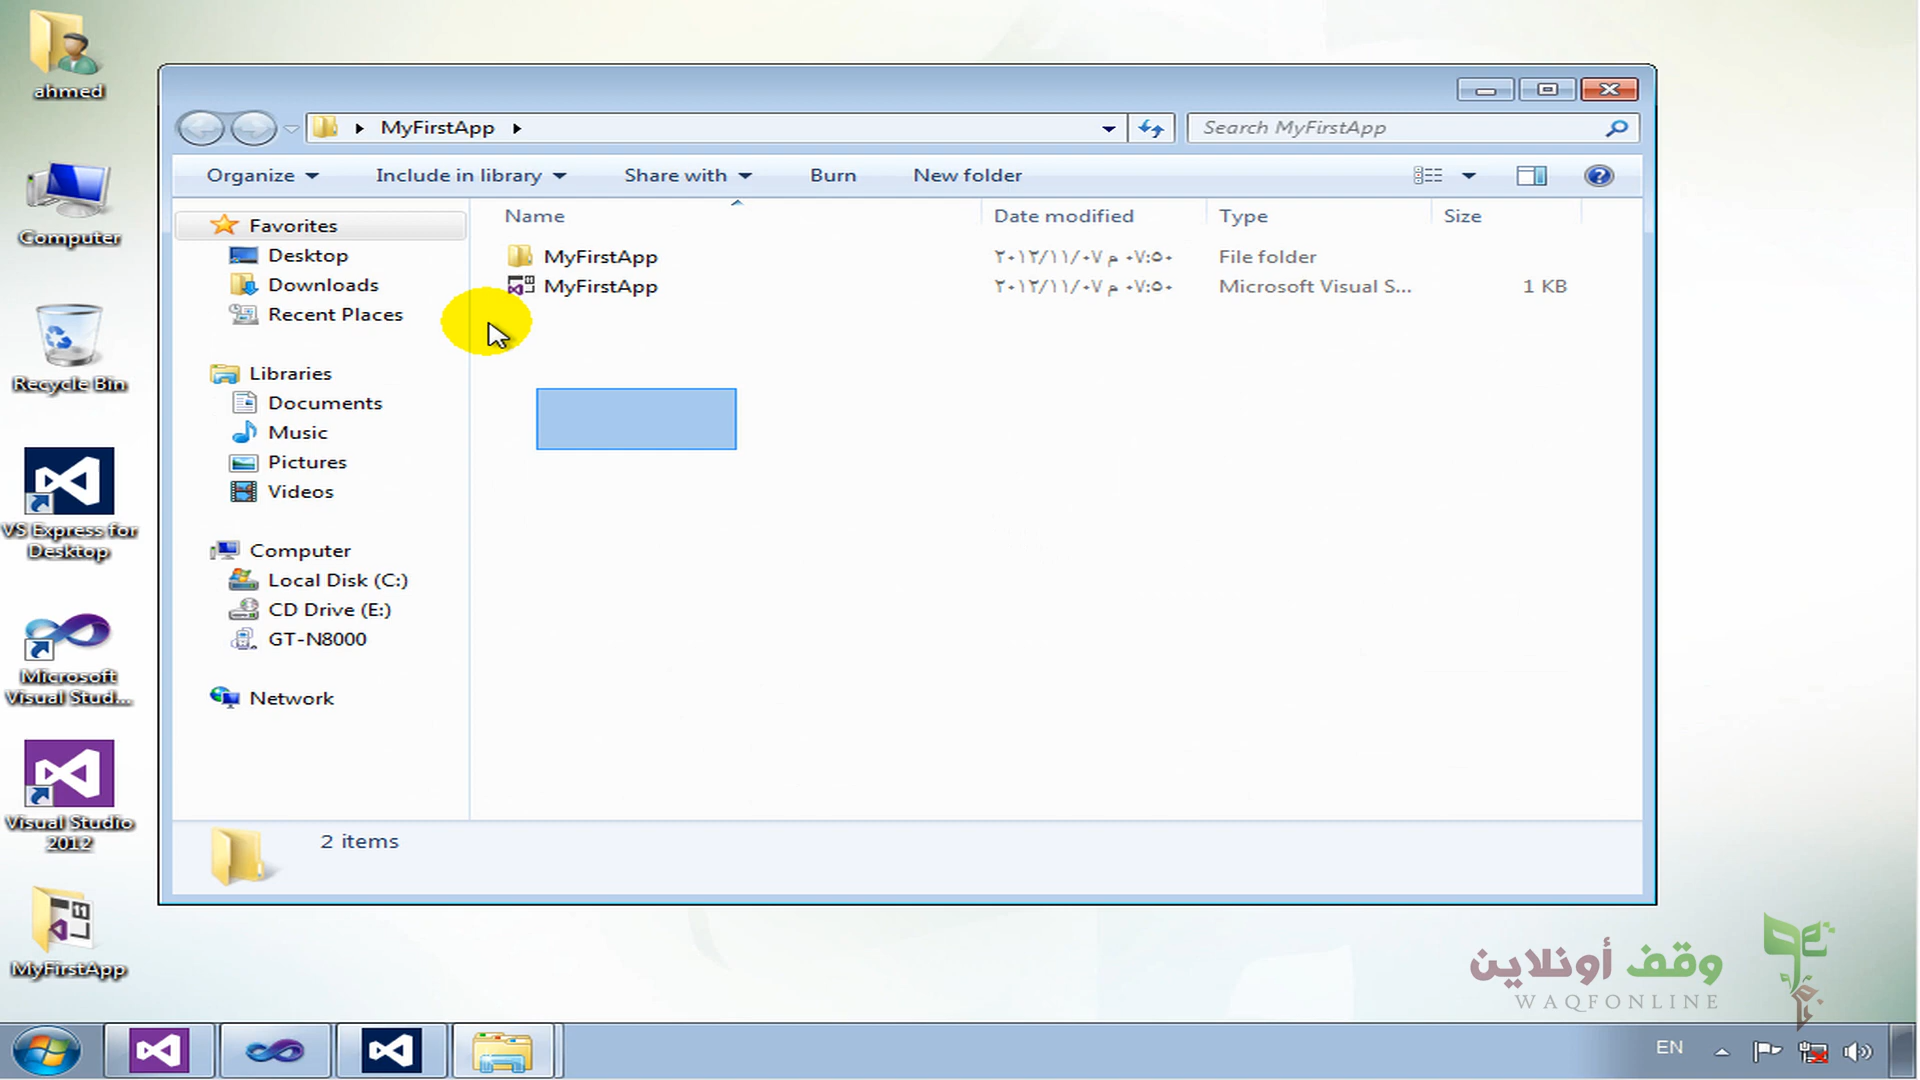 ahmed
Computer
Recycle Bin
VS Express for
Desktop
Microsoft
Visual Stud...
Visual Studio
2012
MyFirstApp
MyFirstApp
Search MyFirstApp
Organize
Include in library
Share with
Burn
New folder
Favorites
Desktop
Downloads
Recent Places
Libraries
Documents
Music
Pictures
Videos
Computer
Local Disk (C:)
CD Drive (E:)
GT-N8000
Network
Name Date modified Type Size
MyFirstApp ٢٠١٢/١١/٠٧ م ٠٧:٥٠ File folder
MyFirstApp ٢٠١٢/١١/٠٧ م ٠٧:٥٠ Microsoft Visual S... 1 KB
2 items
وقف أونلاين
WAQFONLINE
EN